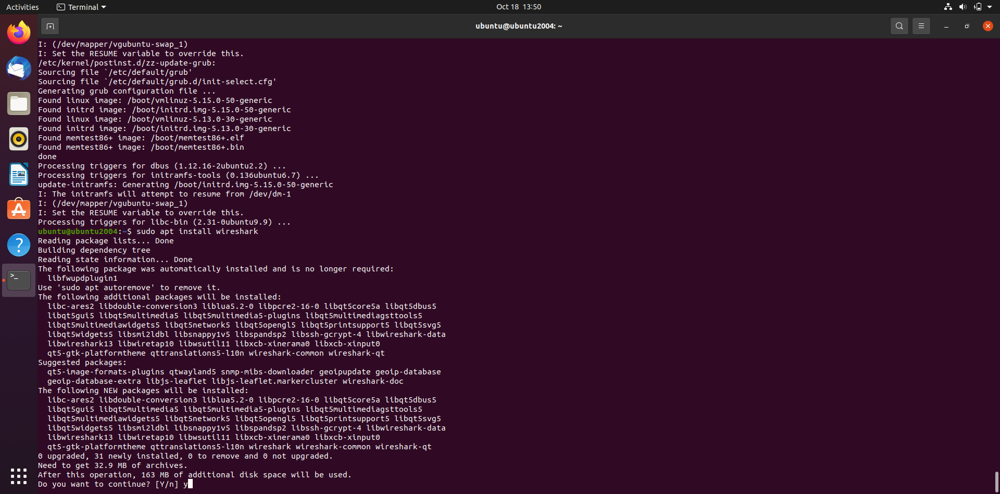 Activities
Terminal
Oct 18 13:50
ubuntu@ubuntu2004: ~
I: (/dev/mapper/vgubuntu-swap_1)
I: Set the RESUME variable to override this.
/etc/kernel/postinst.d/zz-update-grub:
Sourcing file `/etc/default/grub'
Sourcing file `/etc/default/grub.d/init-select.cfg'
Generating grub configuration file ...
Found linux image: /boot/vmlinuz-5.15.0-50-generic
Found initrd image: /boot/initrd.img-5.15.0-50-generic
Found linux image: /boot/vmlinuz-5.13.0-30-generic
Found initrd image: /boot/initrd.img-5.13.0-30-generic
Found memtest86+ image: /boot/memtest86+.elf
Found memtest86+ image: /boot/memtest86+.bin
done
Processing triggers for dbus (1.12.16-2ubuntu2.2) ...
Processing triggers for initramfs-tools (0.136ubuntu6.7) ...
update-initramfs: Generating /boot/initrd.img-5.15.0-50-generic
I: The initramfs will attempt to resume from /dev/dm-1
I: (/dev/mapper/vgubuntu-swap_1)
I: Set the RESUME variable to override this.
Processing triggers for libc-bin (2.31-0ubuntu9.9) ...
ubuntu@ubuntu2004:~$ sudo apt install wireshark
Reading package lists... Done
Building dependency tree
Reading state information... Done
The following package was automatically installed and is no longer required:
  libfwupdplugin1
Use 'sudo apt autoremove' to remove it.
The following additional packages will be installed:
  libc-ares2 libdouble-conversion3 liblua5.2-0 libpcre2-16-0 libqt5core5a libqt5dbus5
  libqt5gui5 libqt5multimedia5 libqt5multimedia5-plugins libqt5multimediagsttools5
  libqt5multimediawidgets5 libqt5network5 libqt5opengl5 libqt5printsupport5 libqt5svg5
  libqt5widgets5 libsmi2ldbl libsnappy1v5 libspandsp2 libssh-gcrypt-4 libwireshark-data
  libwireshark13 libwiretap10 libwsutil11 libxcb-xinerama0 libxcb-xinput0
  qt5-gtk-platformtheme qttranslations5-l10n wireshark-common wireshark-qt
Suggested packages:
  qt5-image-formats-plugins qtwayland5 snmp-mibs-downloader geoipupdate geoip-database
  geoip-database-extra libjs-leaflet libjs-leaflet.markercluster wireshark-doc
The following NEW packages will be installed:
  libc-ares2 libdouble-conversion3 liblua5.2-0 libpcre2-16-0 libqt5core5a libqt5dbus5
  libqt5gui5 libqt5multimedia5 libqt5multimedia5-plugins libqt5multimediagsttools5
  libqt5multimediawidgets5 libqt5network5 libqt5opengl5 libqt5printsupport5 libqt5svg5
  libqt5widgets5 libsmi2ldbl libsnappy1v5 libspandsp2 libssh-gcrypt-4 libwireshark-data
  libwireshark13 libwiretap10 libwsutil11 libxcb-xinerama0 libxcb-xinput0
  qt5-gtk-platformtheme qttranslations5-l10n wireshark wireshark-common wireshark-qt
0 upgraded, 31 newly installed, 0 to remove and 0 not upgraded.
Need to get 32.9 MB of archives.
After this operation, 163 MB of additional disk space will be used.
Do you want to continue? [Y/n] y